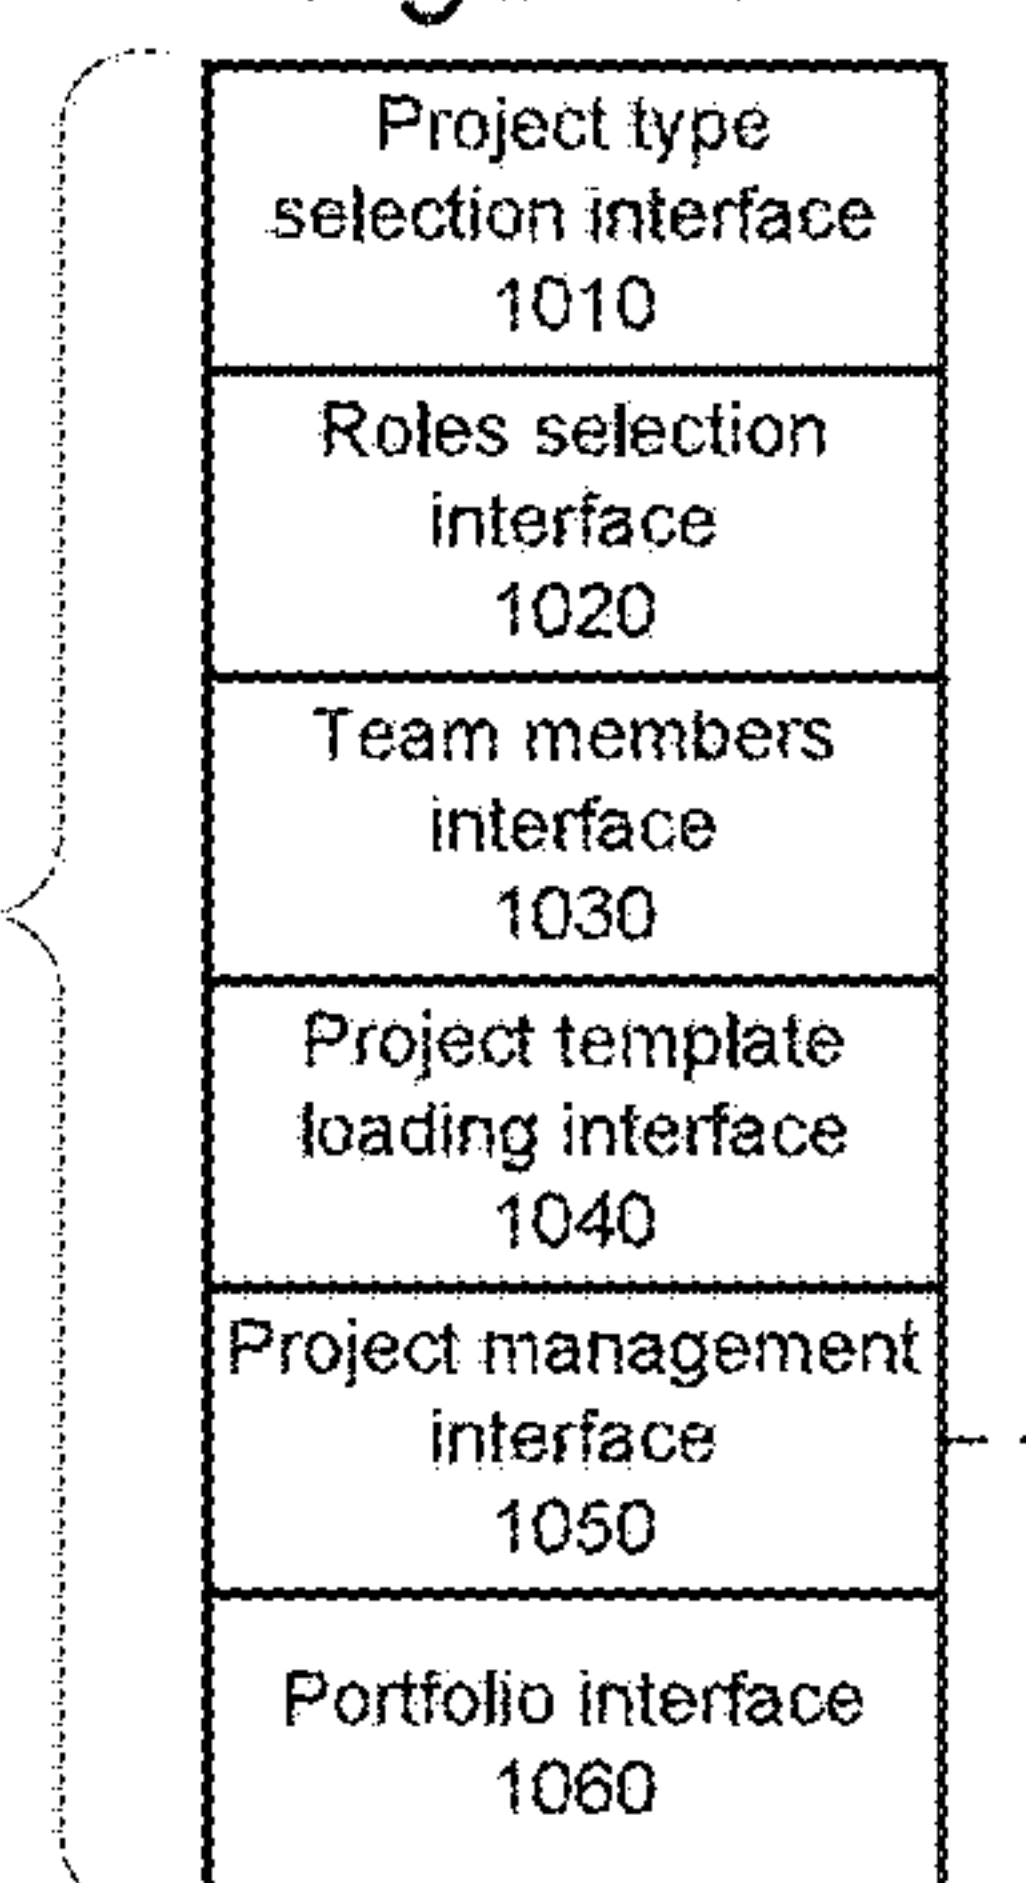 Project type
selection interface
1010
Roles selection
interface
1020
Team members
interface
1030
Project template
loading interface
1040
Project management
interface
1050
Portfolio interface
1060